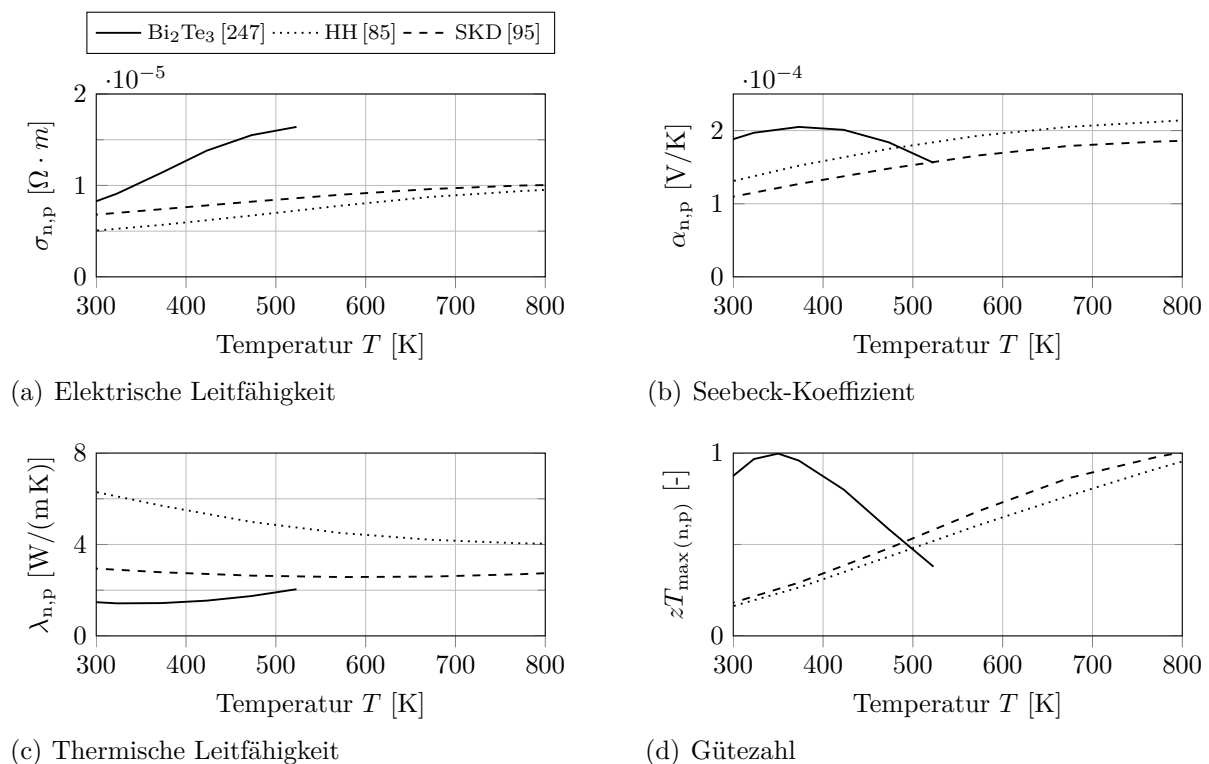 Bi₂Te₃ [247] HH [85] SKD [95]
·10⁻⁵
2
1
0
σn,p [Ω · m]
300 400 500 600 700 800
Temperatur T [K]
(a) Elektrische Leitfähigkeit
·10⁻⁴
2
1
0
αn,p [V/K]
300 400 500 600 700 800
Temperatur T [K]
(b) Seebeck-Koeffizient
8
4
0
λn,p [W/(m K)]
300 400 500 600 700 800
Temperatur T [K]
(c) Thermische Leitfähigkeit
1
0
zTmax (n,p) [-]
300 400 500 600 700 800
Temperatur T [K]
(d) Gütezahl